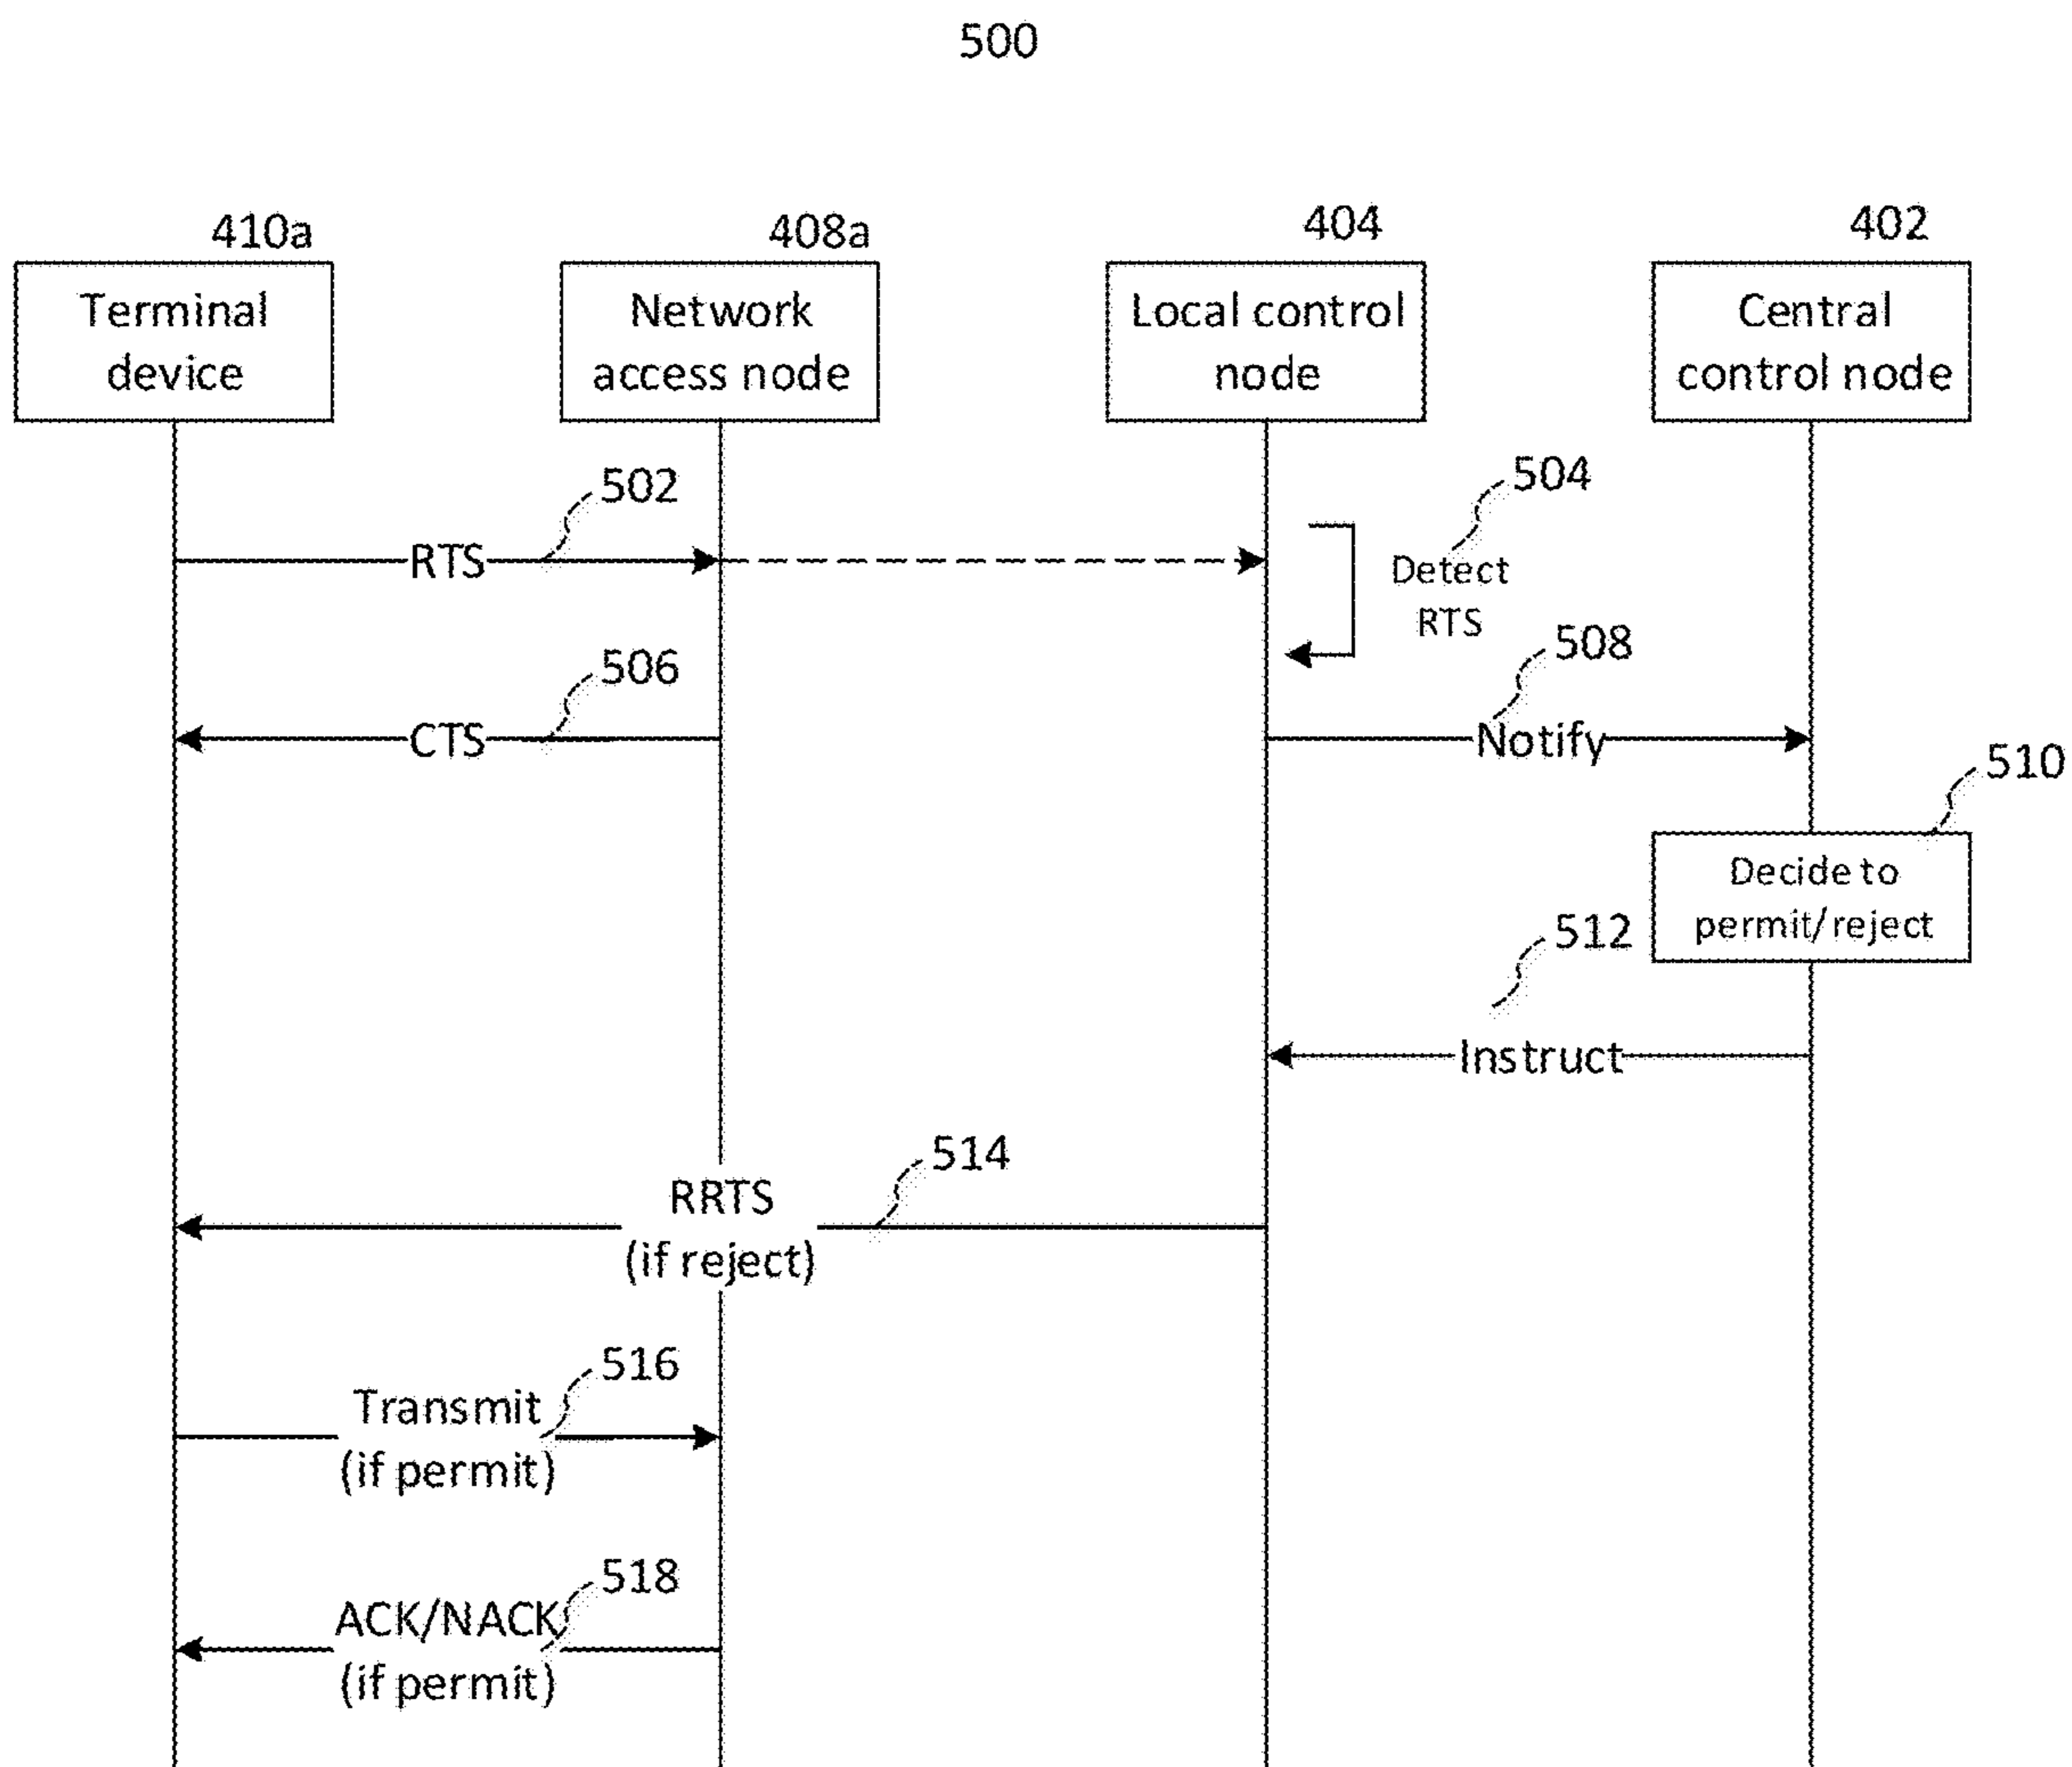 500
410a
408a
404
402
Terminal
device
Network
access node
Local control
node
Central
control node
502
504
RTS
Detect
RTS
506
508
CTS
Notify
510
Decide to
permit/reject
512
Instruct
514
RRTS
(if reject)
516
Transmit
(if permit)
518
ACK/NACK
(if permit)